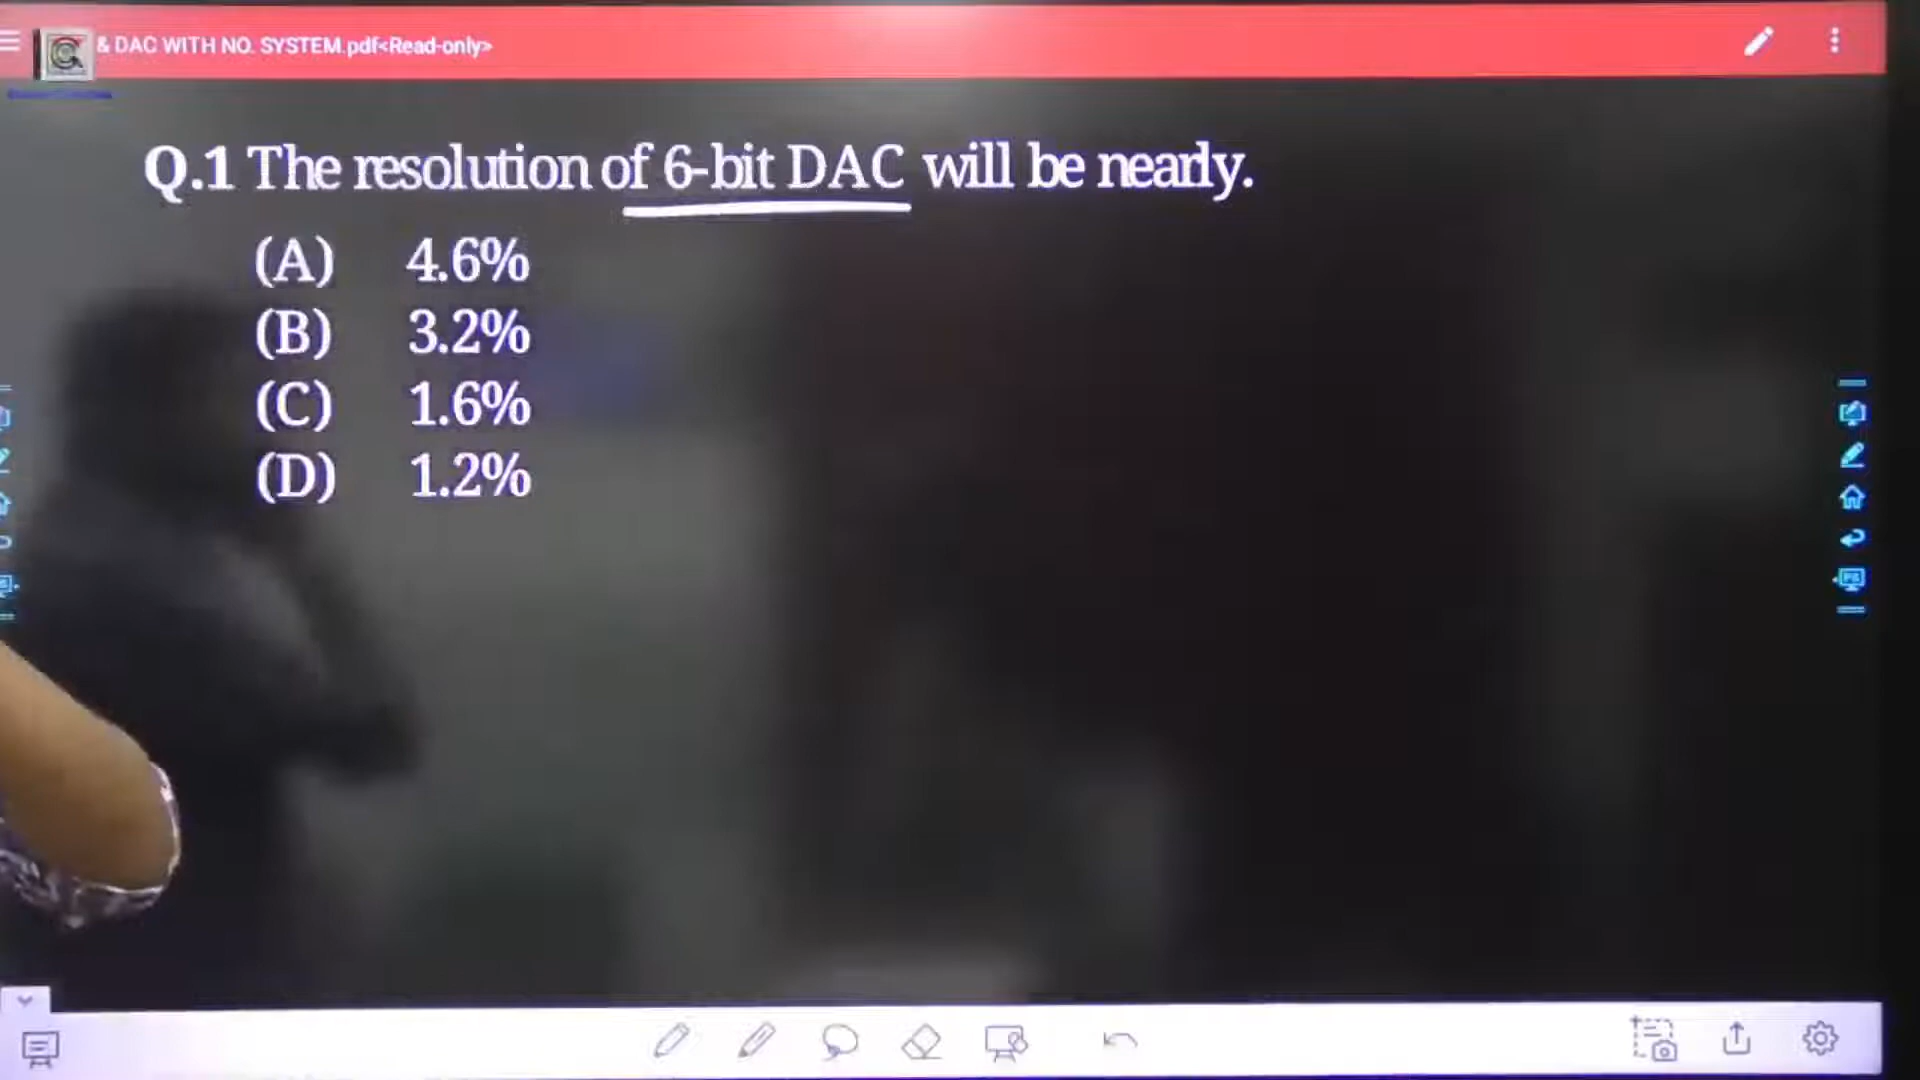 & DAC WITH NO. SYSTEM.pdf<Read-only>
Q.1 The resolution of 6-bit DAC will be nearly.
(A) 4.6%
(B) 3.2%
(C) 1.6%
(D) 1.2%